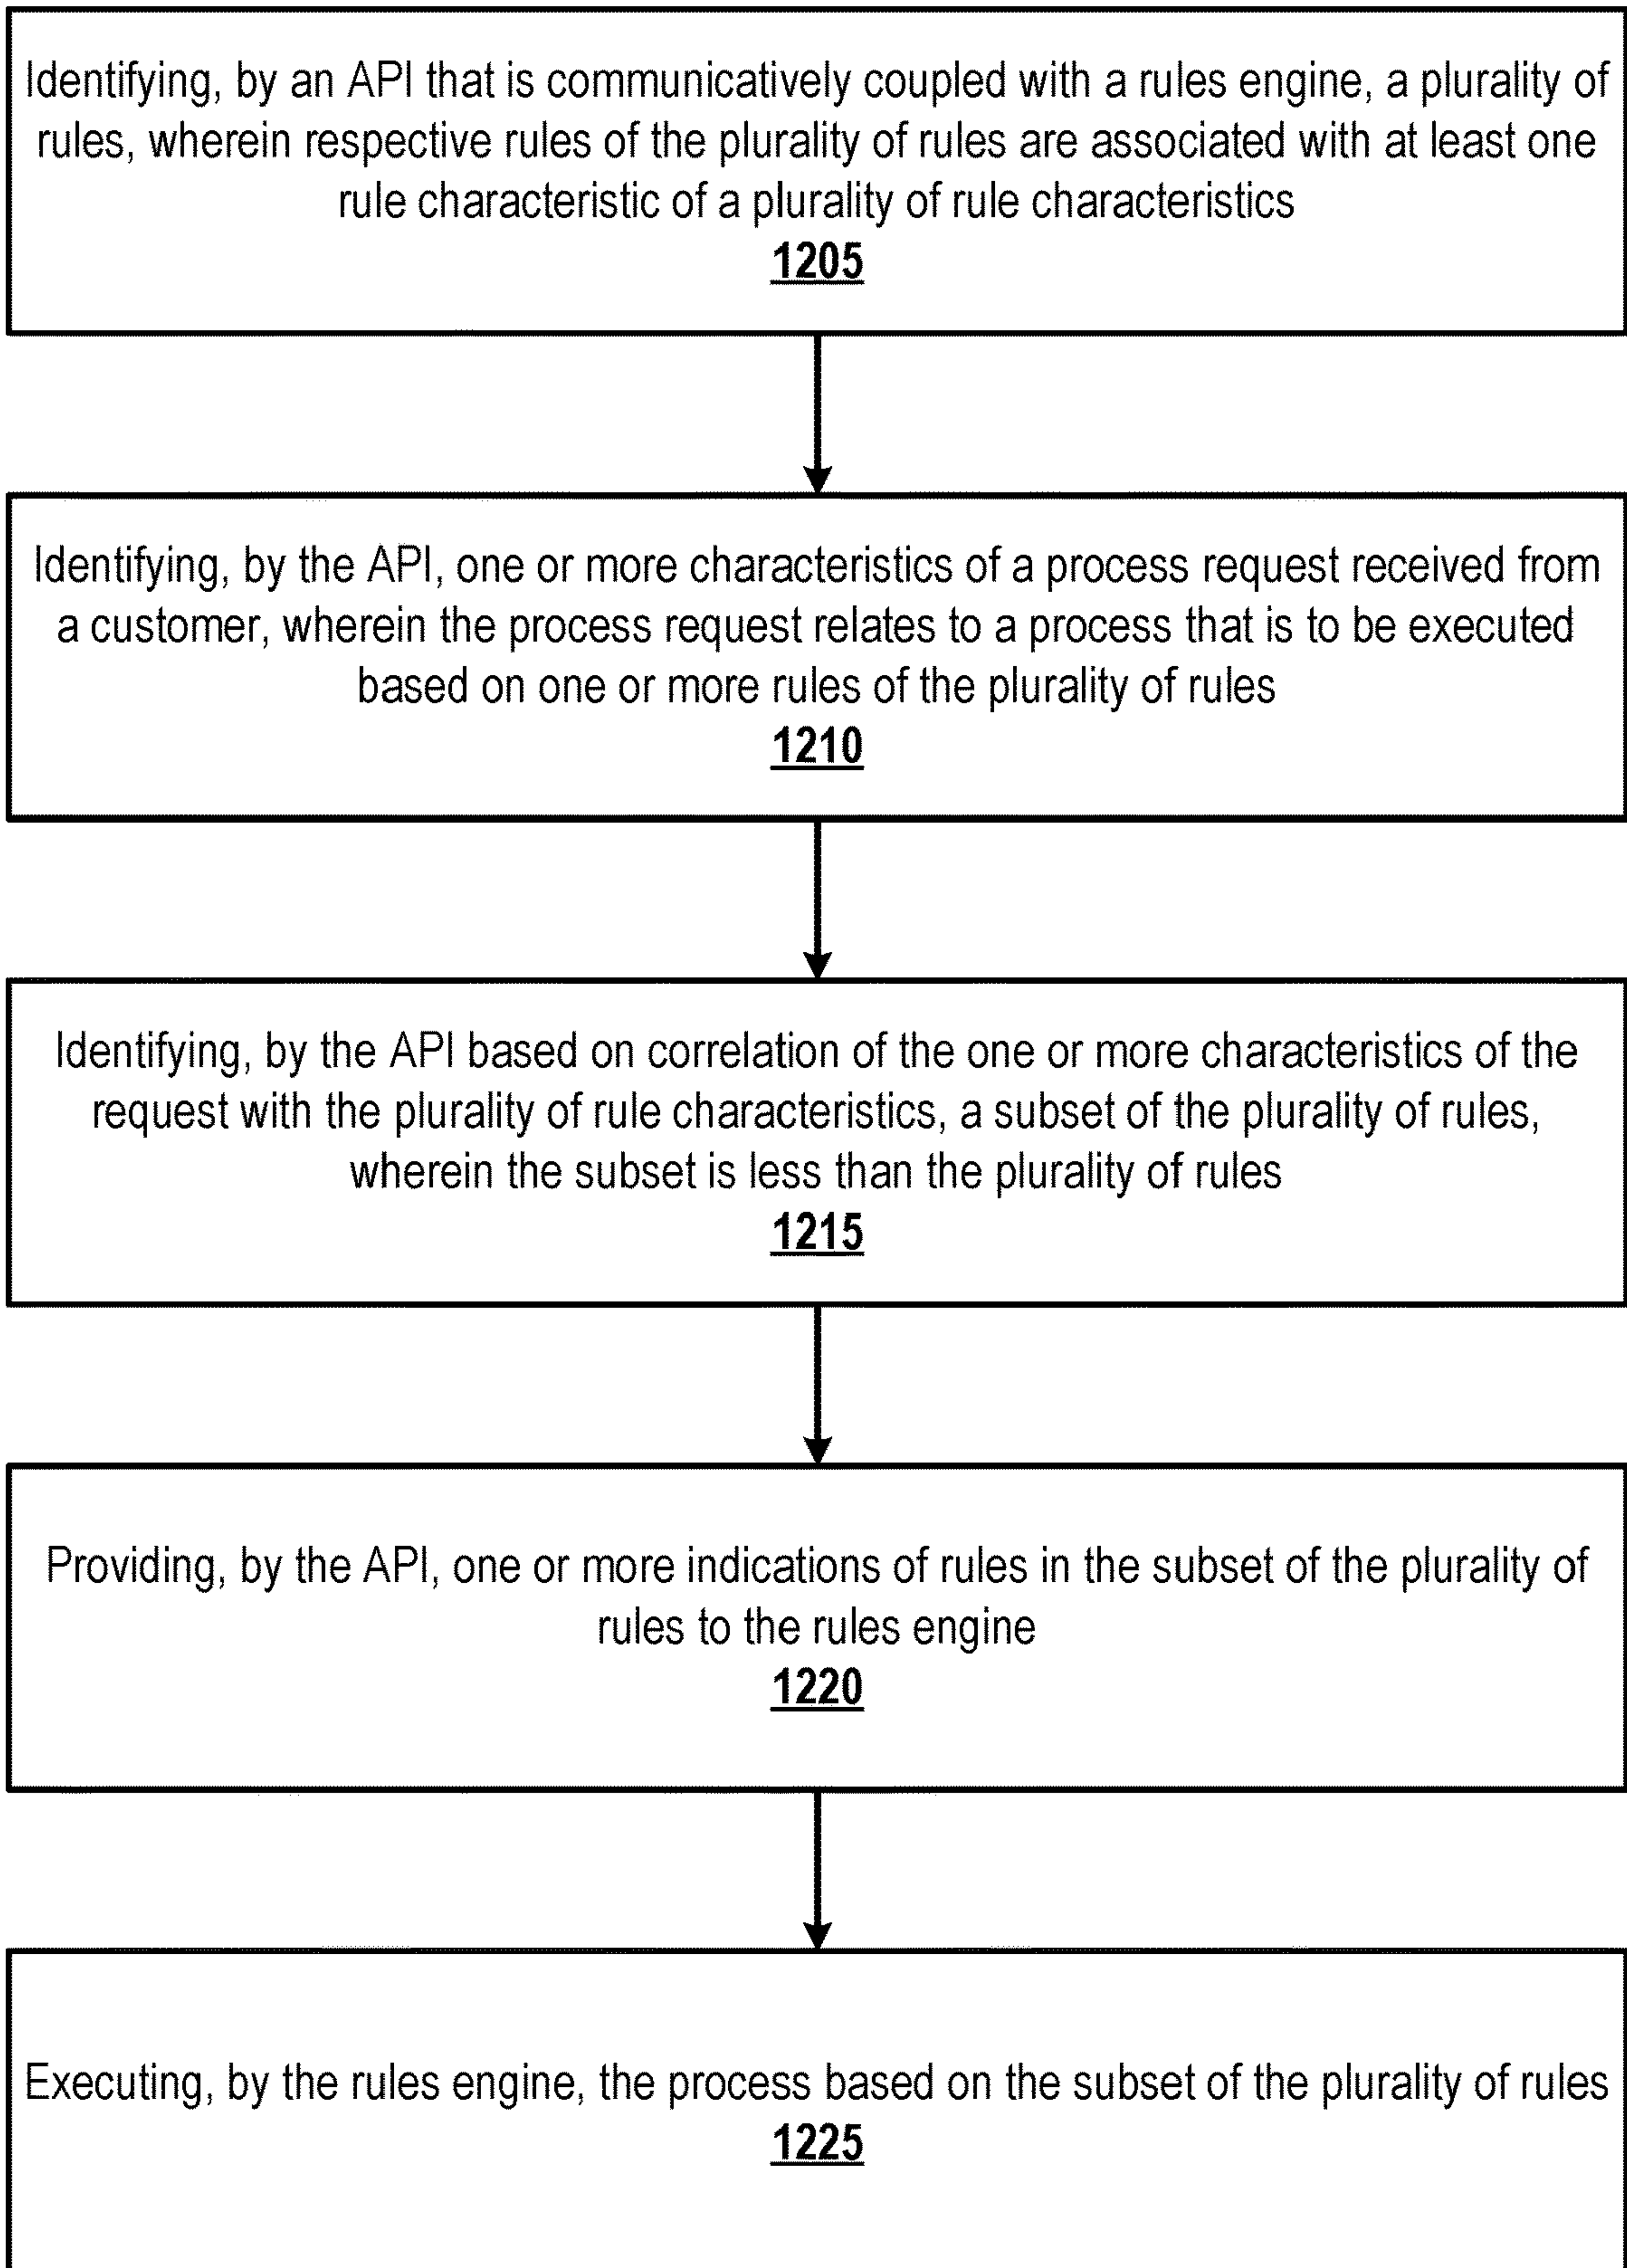 Identifying, by an API that is communicatively coupled with a rules engine, a plurality of
rules, wherein respective rules of the plurality of rules are associated with at least one
rule characteristic of a plurality of rule characteristics
1205
Identifying, by the API, one or more characteristics of a process request received from
a customer, wherein the process request relates to a process that is to be executed
based on one or more rules of the plurality of rules
1210
Identifying, by the API based on correlation of the one or more characteristics of the
request with the plurality of rule characteristics, a subset of the plurality of rules,
wherein the subset is less than the plurality of rules
1215
Providing, by the API, one or more indications of rules in the subset of the plurality of
rules to the rules engine
1220
Executing, by the rules engine, the process based on the subset of the plurality of rules
1225